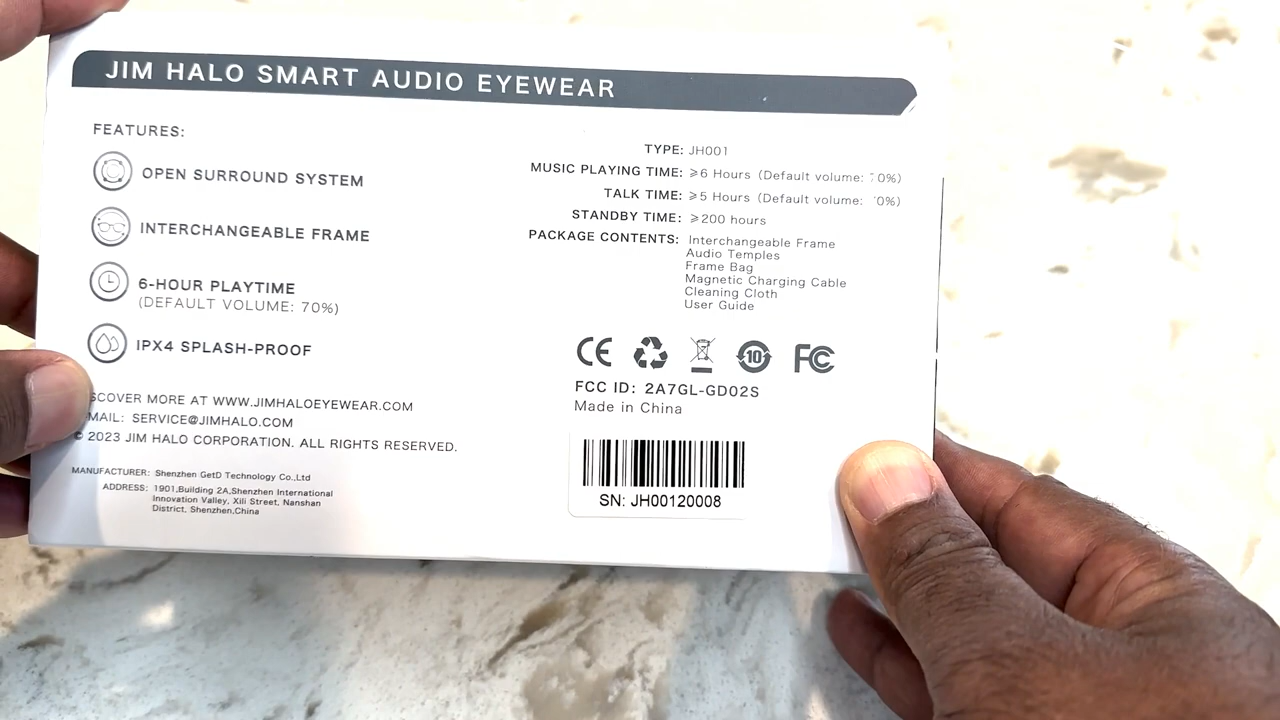 JIM HALO SMART AUDIO EYEWEAR
FEATURES:
OPEN SURROUND SYSTEM
INTERCHANGEABLE FRAME
6-HOUR PLAYTIME
(DEFAULT VOLUME: 70%)
IPX4 SPLASH-PROOF
SCOVER MORE AT WWW.JIMHALOEYEWEAR.COM
MAIL: SERVICE@JIMHALO.COM
© 2023 JIM HALO CORPORATION. ALL RIGHTS RESERVED.
MANUFACTURER: Shenzhen GetD Technology Co.,Ltd
ADDRESS: 1901,Building 2A,Shenzhen International
Innovation Valley, Xili Street, Nanshan
District, Shenzhen,China
TYPE: JH001
MUSIC PLAYING TIME: ≥6 Hours (Default volume: 0%)
TALK TIME: ≥5 Hours (Default volume: 0%)
STANDBY TIME: ≥200 hours
PACKAGE CONTENTS: Interchangeable Frame
Audio Temples
Frame Bag
Magnetic Charging Cable
Cleaning Cloth
User Guide
CE 10 FC
FCC ID: 2A7GL-GD02S
Made in China
SN: JH00120008